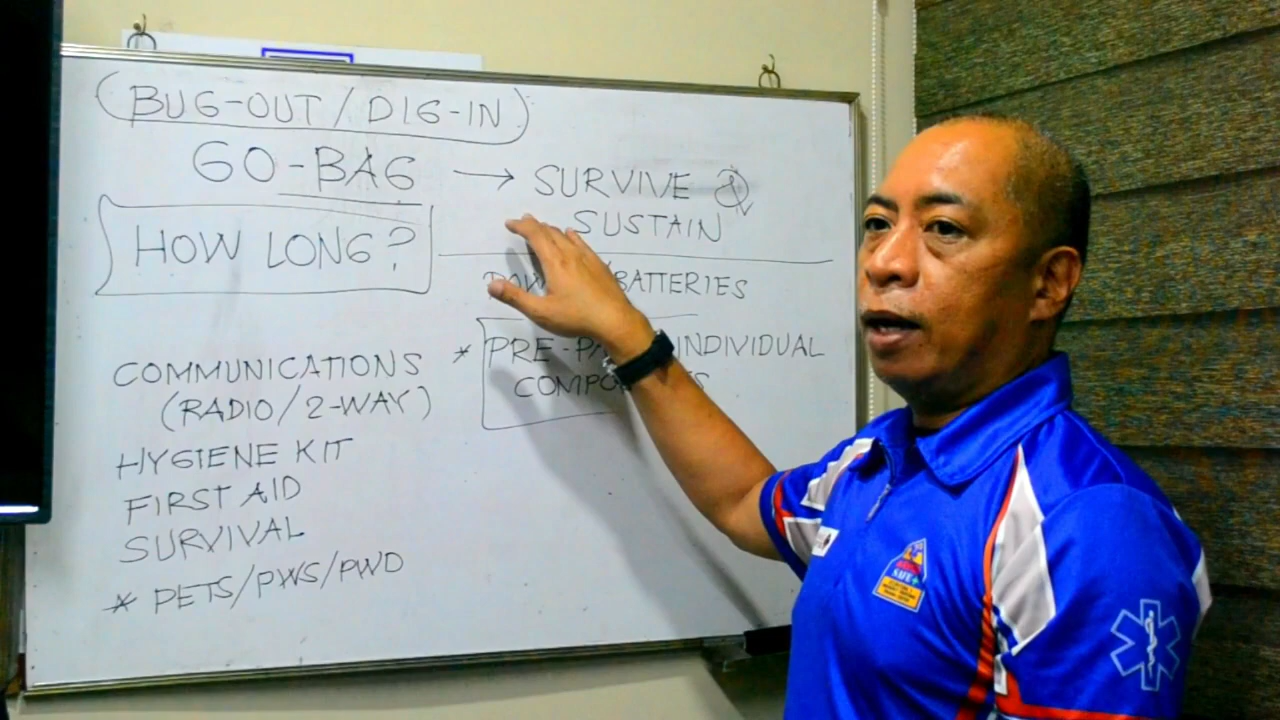 (BUG-OUT / DIG-IN)
GO-BAG → SURVIVE &
SUSTAIN
HOW LONG?
BATTERIES
COMMUNICATIONS
(RADIO/2-WAY)
HYGIENE KIT
FIRST AID
SURVIVAL
* PETS/PWS/PWD
* PRE- INDIVIDUAL
SAFE+